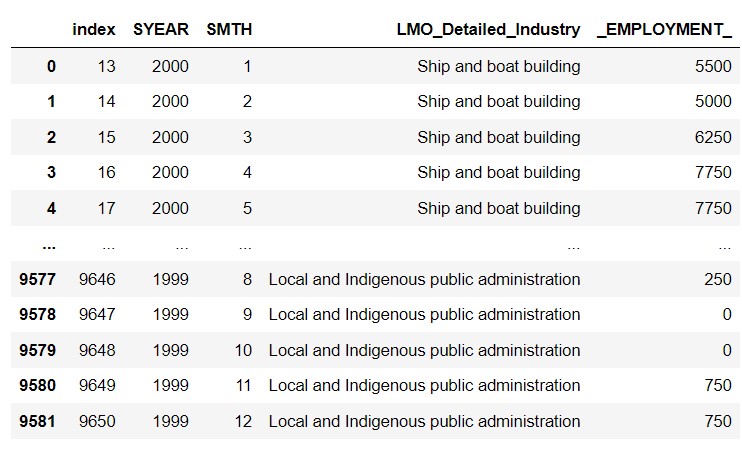 index SYEAR SMTH LMO_Detailed_Industry _EMPLOYMENT_
0 13 2000 1 Ship and boat building 5500
1 14 2000 2 Ship and boat building 5000
2 15 2000 3 Ship and boat building 6250
3 16 2000 4 Ship and boat building 7750
4 17 2000 5 Ship and boat building 7750
... ... ... ... ... ...
9577 9646 1999 8 Local and Indigenous public administration 250
9578 9647 1999 9 Local and Indigenous public administration 0
9579 9648 1999 10 Local and Indigenous public administration 0
9580 9649 1999 11 Local and Indigenous public administration 750
9581 9650 1999 12 Local and Indigenous public administration 750